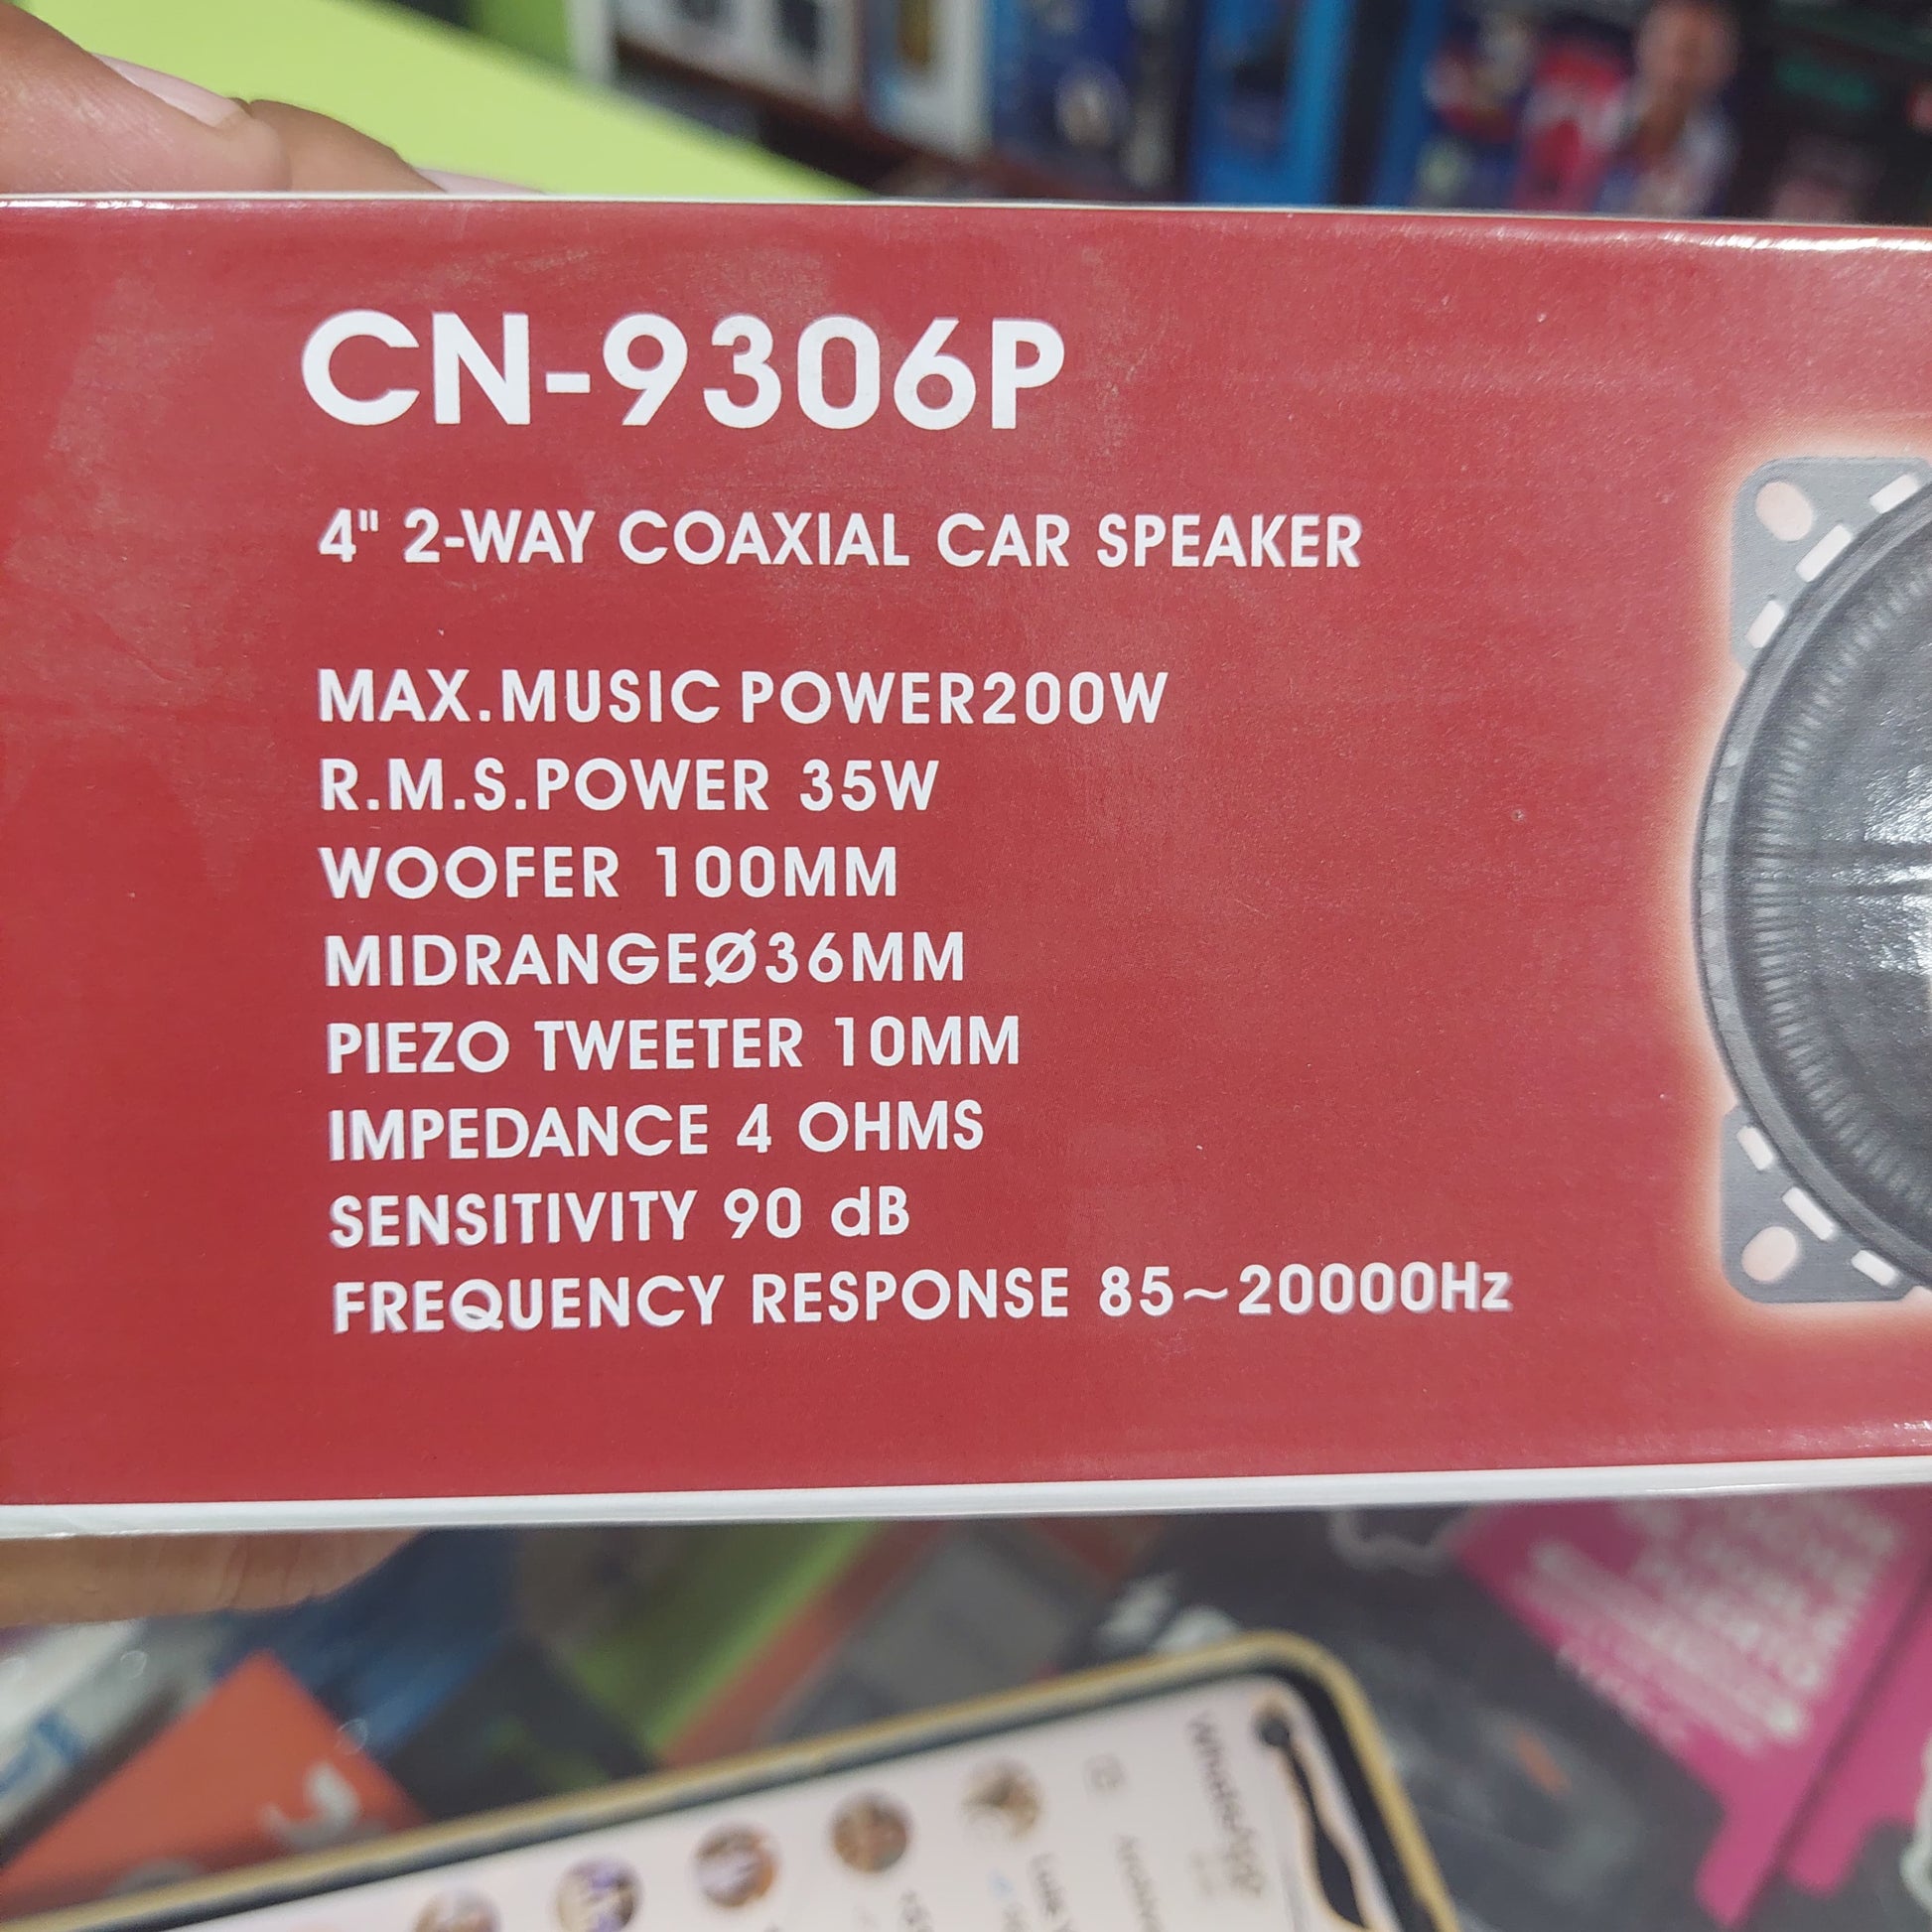 CN-9306P
4" 2-WAY COAXIAL CAR SPEAKER
MAX.MUSIC POWER200W
R.M.S.POWER 35W
WOOFER 100MM
MIDRANGEØ36MM
PIEZO TWEETER 10MM
IMPEDANCE 4 OHMS
SENSITIVITY 90 dB
FREQUENCY RESPONSE 85~20000Hz
WhatsApp